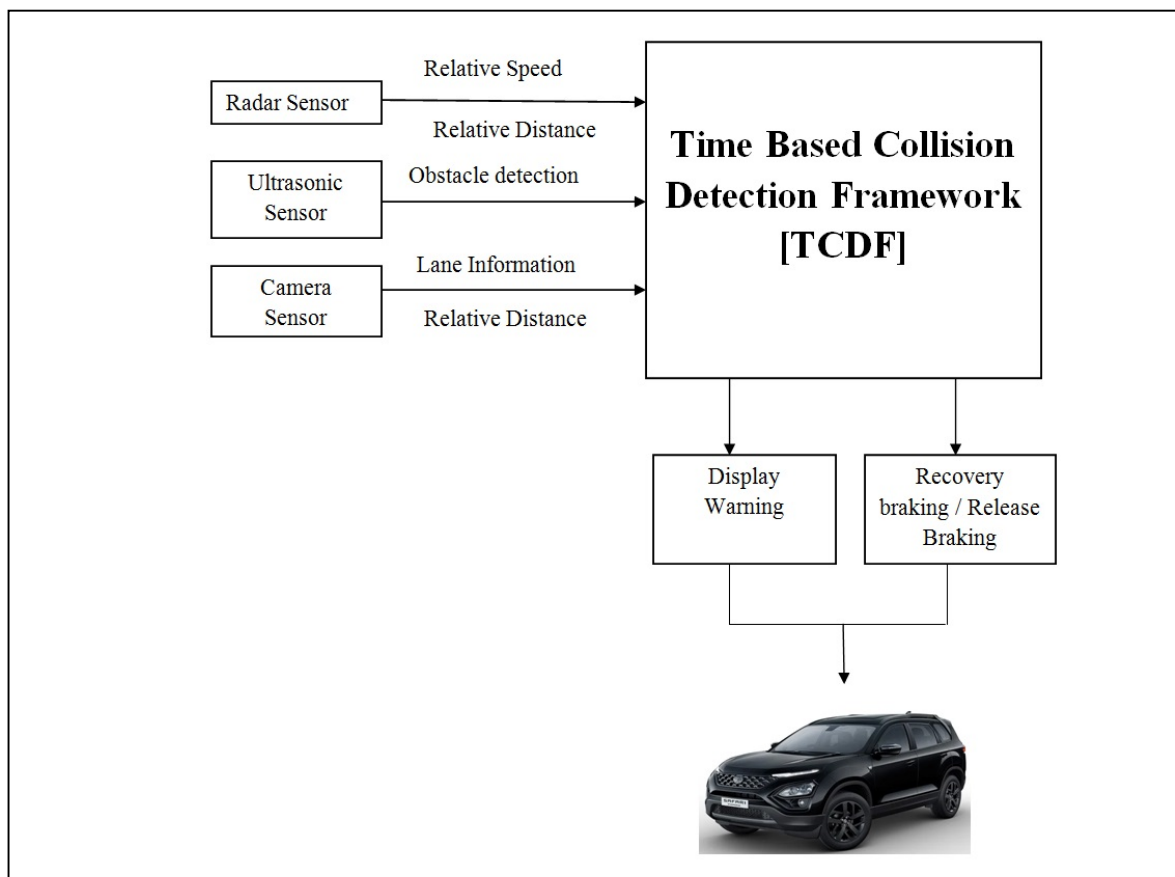 Relative Speed
Radar Sensor
Relative Distance
Ultrasonic
Sensor
Obstacle detection
Lane Information
Camera
Sensor
Relative Distance
Time Based Collision
Detection Framework
[TCDF]
Display
Warning
Recovery
braking / Release
Braking